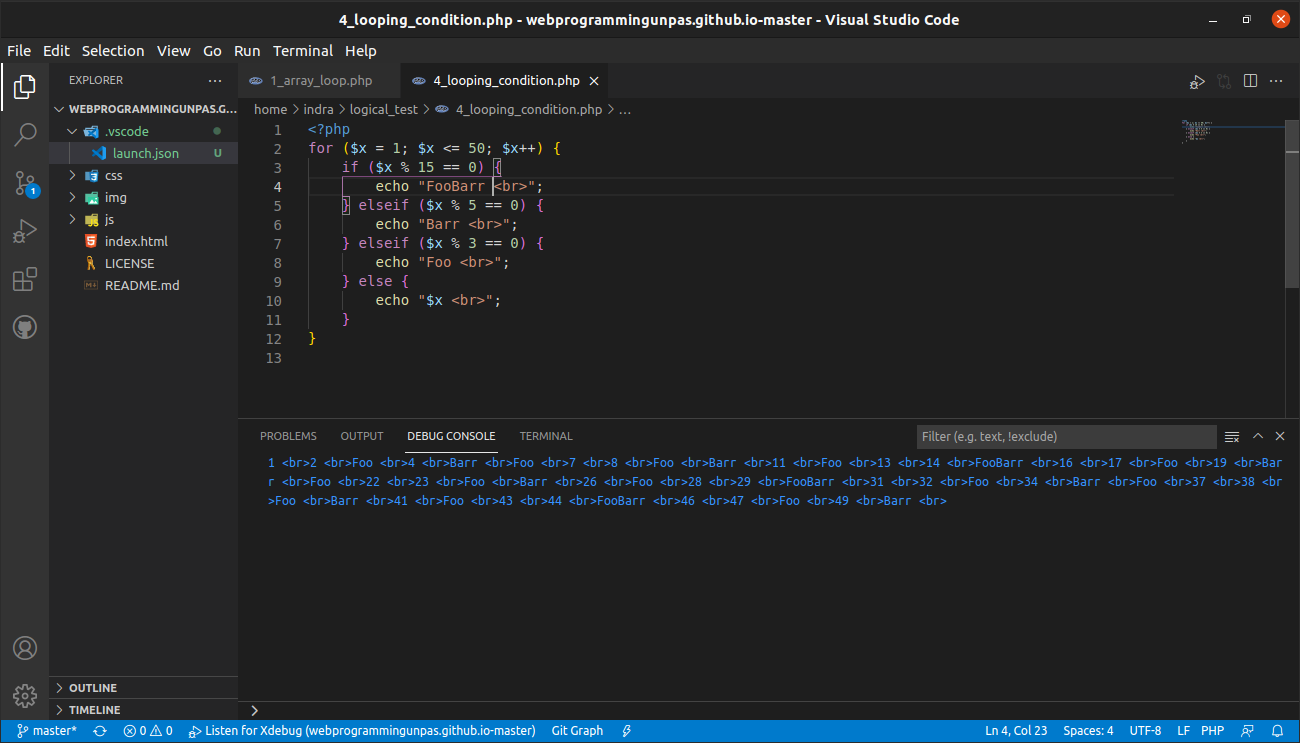 4_looping_condition.php - webprogrammingunpas.github.io-master - Visual Studio Code
File Edit Selection View Go Run Terminal Help
EXPLORER
WEBPROGRAMMINGUNPAS.G...
.vscode
launch.json U
css
img
js
index.html
LICENSE
README.md
OUTLINE
TIMELINE
1_array_loop.php 4_looping_condition.php
home > indra > logical_test > 4_looping_condition.php > ...
1 <?php
2 for ($x = 1; $x <= 50; $x++) {
3 if ($x % 15 == 0) {
4 echo "FooBarr <br>";
5 } elseif ($x % 5 == 0) {
6 echo "Barr <br>";
7 } elseif ($x % 3 == 0) {
8 echo "Foo <br>";
9 } else {
10 echo "$x <br>";
11 }
12 }
13
PROBLEMS OUTPUT DEBUG CONSOLE TERMINAL Filter (e.g. text, !exclude)
1 <br>2 <br>Foo <br>4 <br>Barr <br>Foo <br>7 <br>8 <br>Foo <br>Barr <br>11 <br>Foo <br>13 <br>14 <br>FooBarr <br>16 <br>17 <br>Foo <br>19 <br>Bar
r <br>Foo <br>22 <br>23 <br>Foo <br>Barr <br>26 <br>Foo <br>28 <br>29 <br>FooBarr <br>31 <br>32 <br>Foo <br>34 <br>Barr <br>Foo <br>37 <br>38 <br
>Foo <br>Barr <br>41 <br>Foo <br>43 <br>44 <br>FooBarr <br>46 <br>47 <br>Foo <br>49 <br>Barr <br>
1
master* 0 0 Listen for Xdebug (webprogrammingunpas.github.io-master) Git Graph Ln 4, Col 23 Spaces: 4 UTF-8 LF PHP